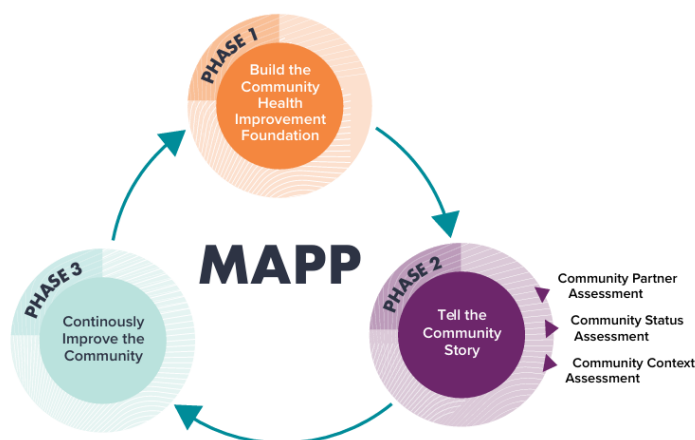 PHASE 1
Build the
Community
Health
Improvement
Foundation
MAPP
PHASE 2
Tell the
Community
Story
Community Partner
Assessment
Community Status
Assessment
Community Context
Assessment
PHASE 3
Continously
Improve the
Community